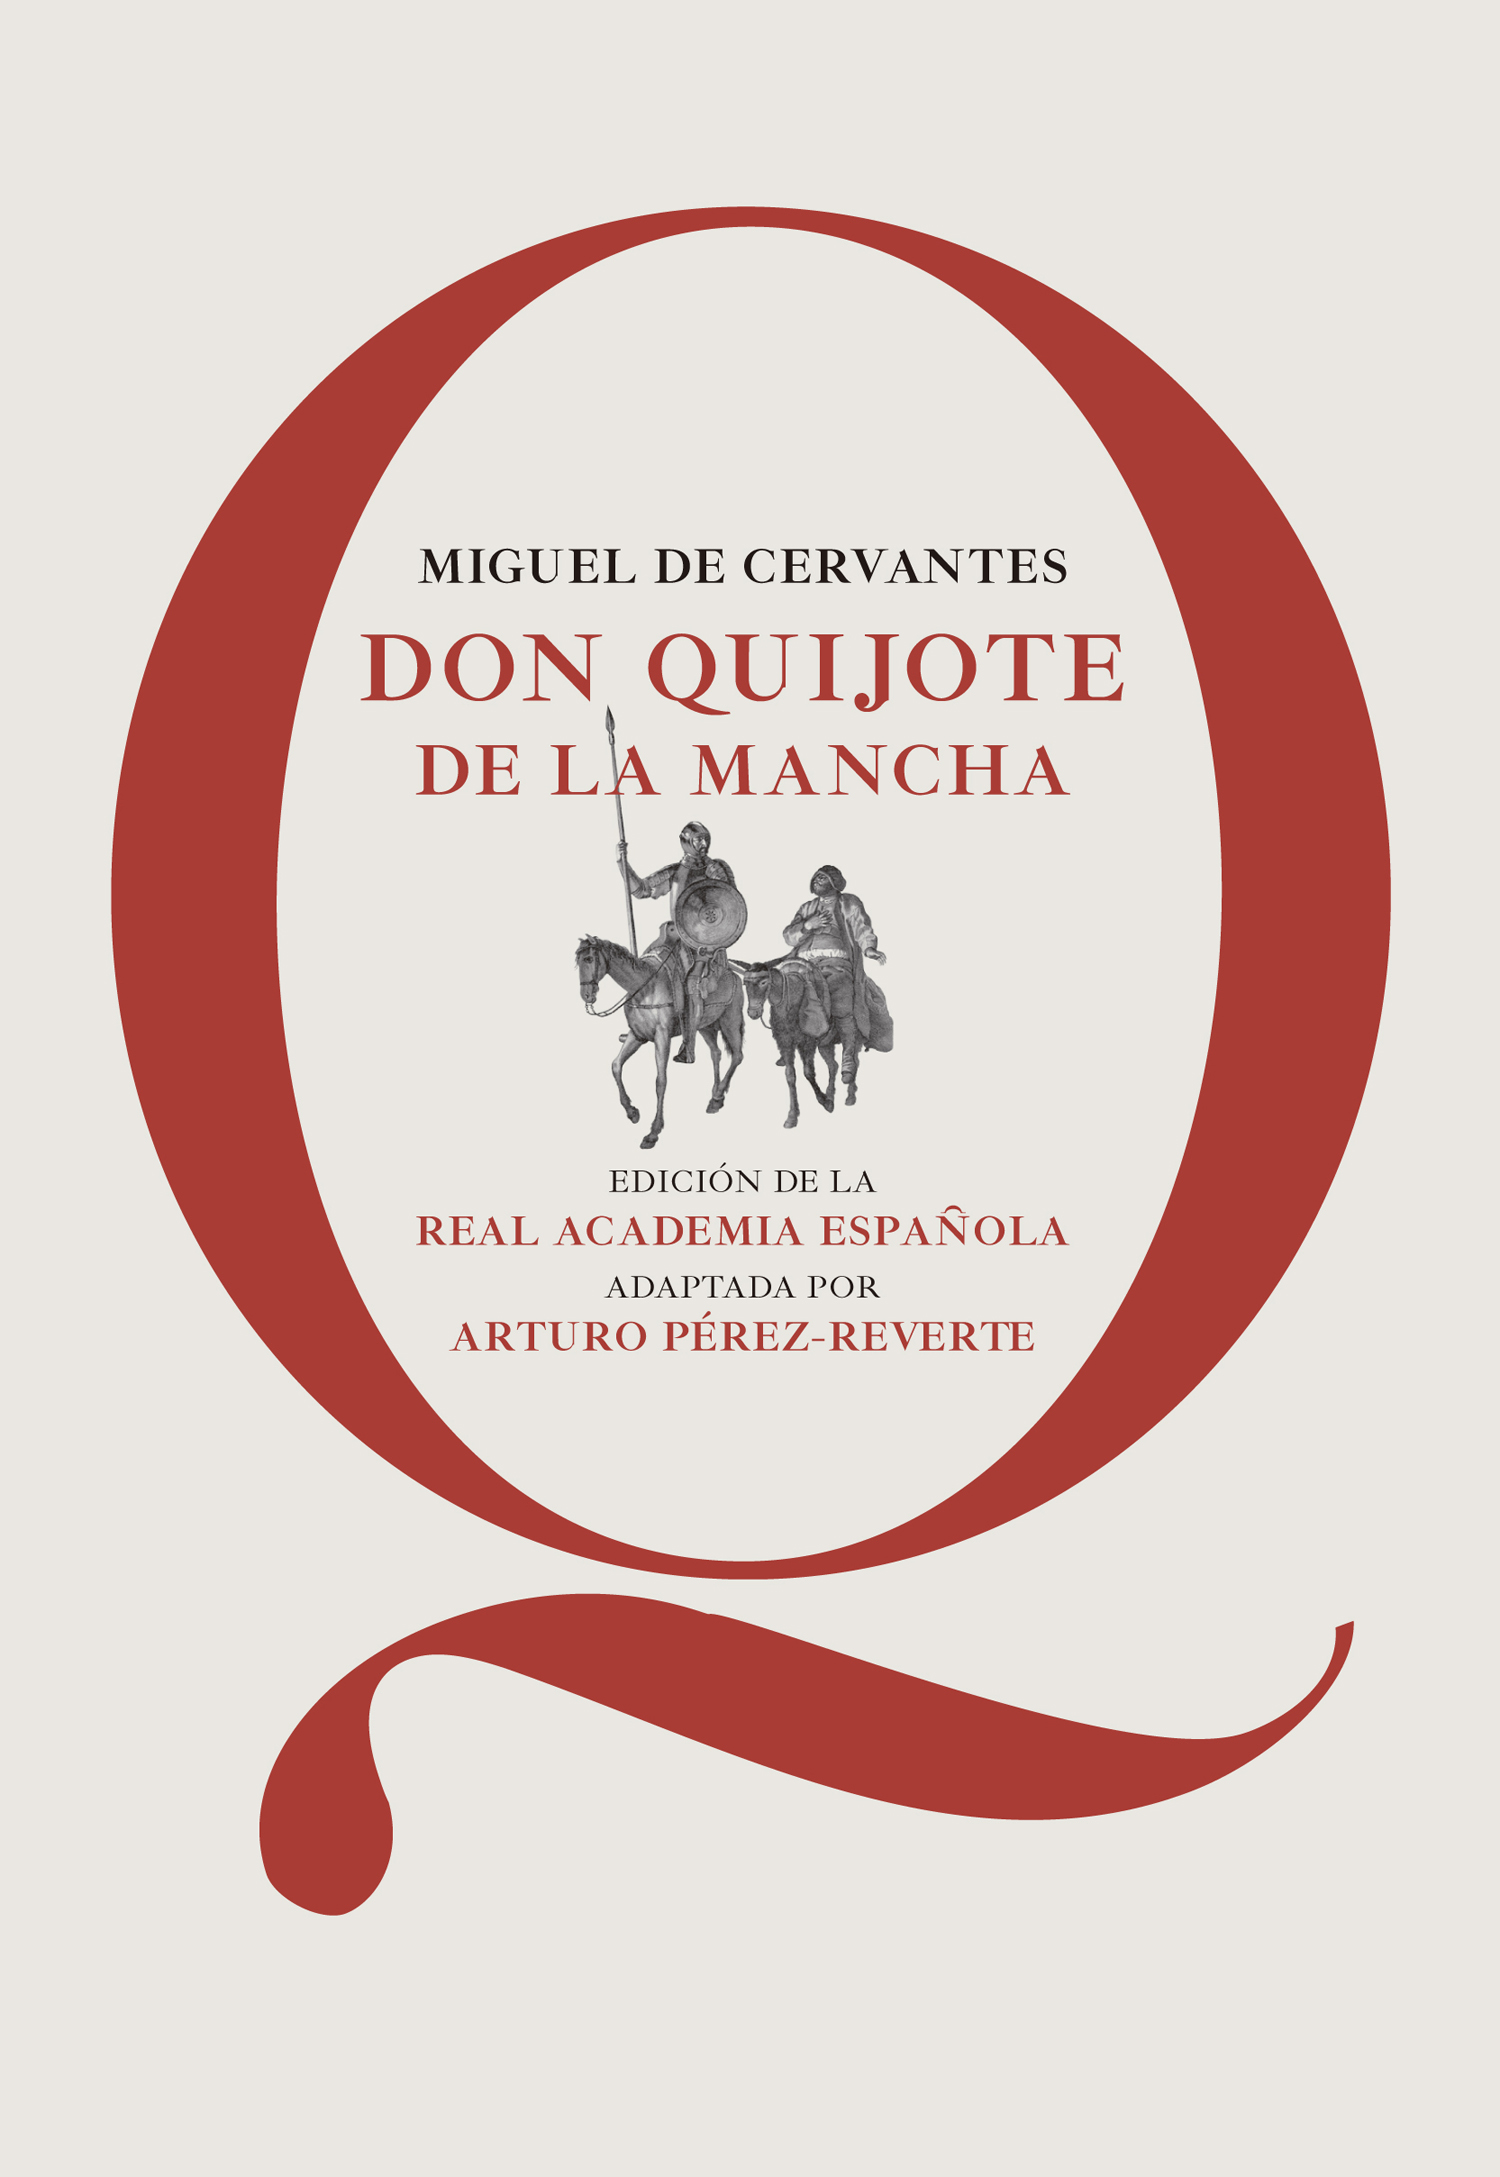 MIGUEL DE CERVANTES
DON QUIJOTE
DE LA MANCHA
EDICIÓN DE LA
REAL ACADEMIA ESPAÑOLA
ADAPTADA POR
ARTURO PÉREZ-REVERTE